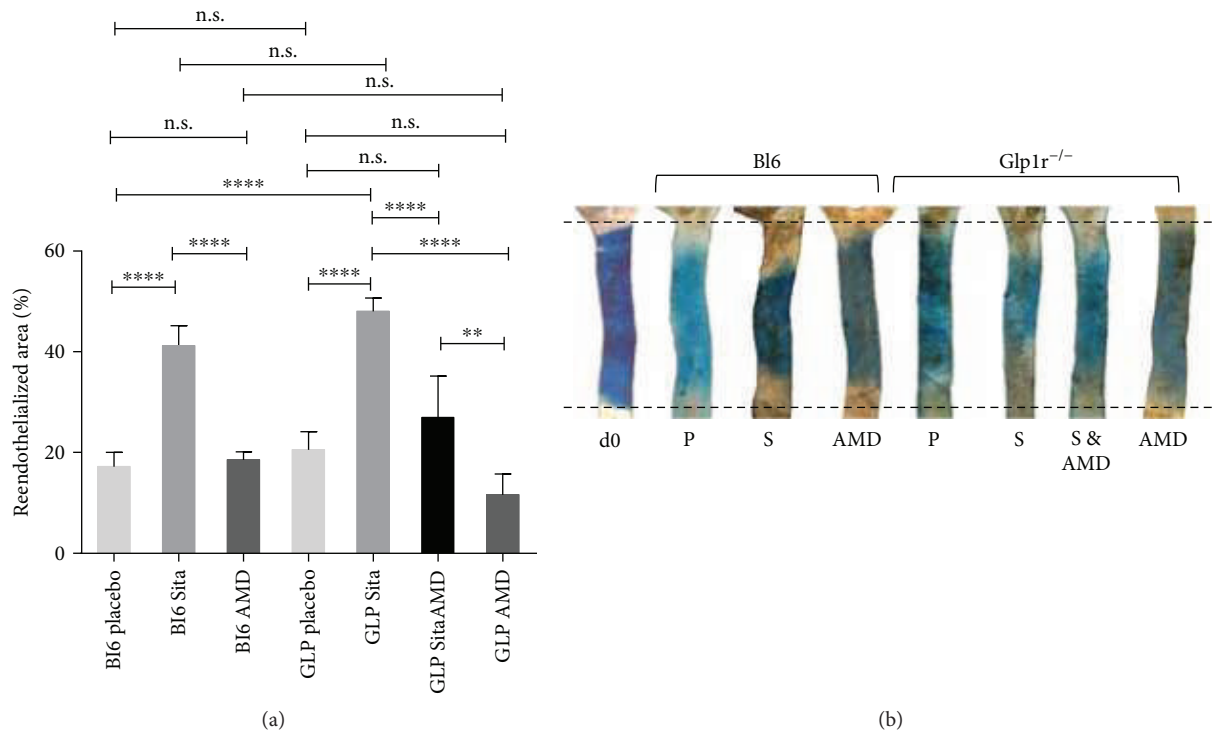 n.s.
n.s.
n.s.
n.s.
n.s.
n.s.
****
****
****
****
****
****
**
Reendothelialized area (%)
60
40
20
0
BI6 placebo
BI6 Sita
BI6 AMD
GLP placebo
GLP Sita
GLP SitaAMD
GLP AMD
(a)
Bl6
Glp1r⁻/⁻
d0
P
S
AMD
P
S
S &
AMD
AMD
(b)